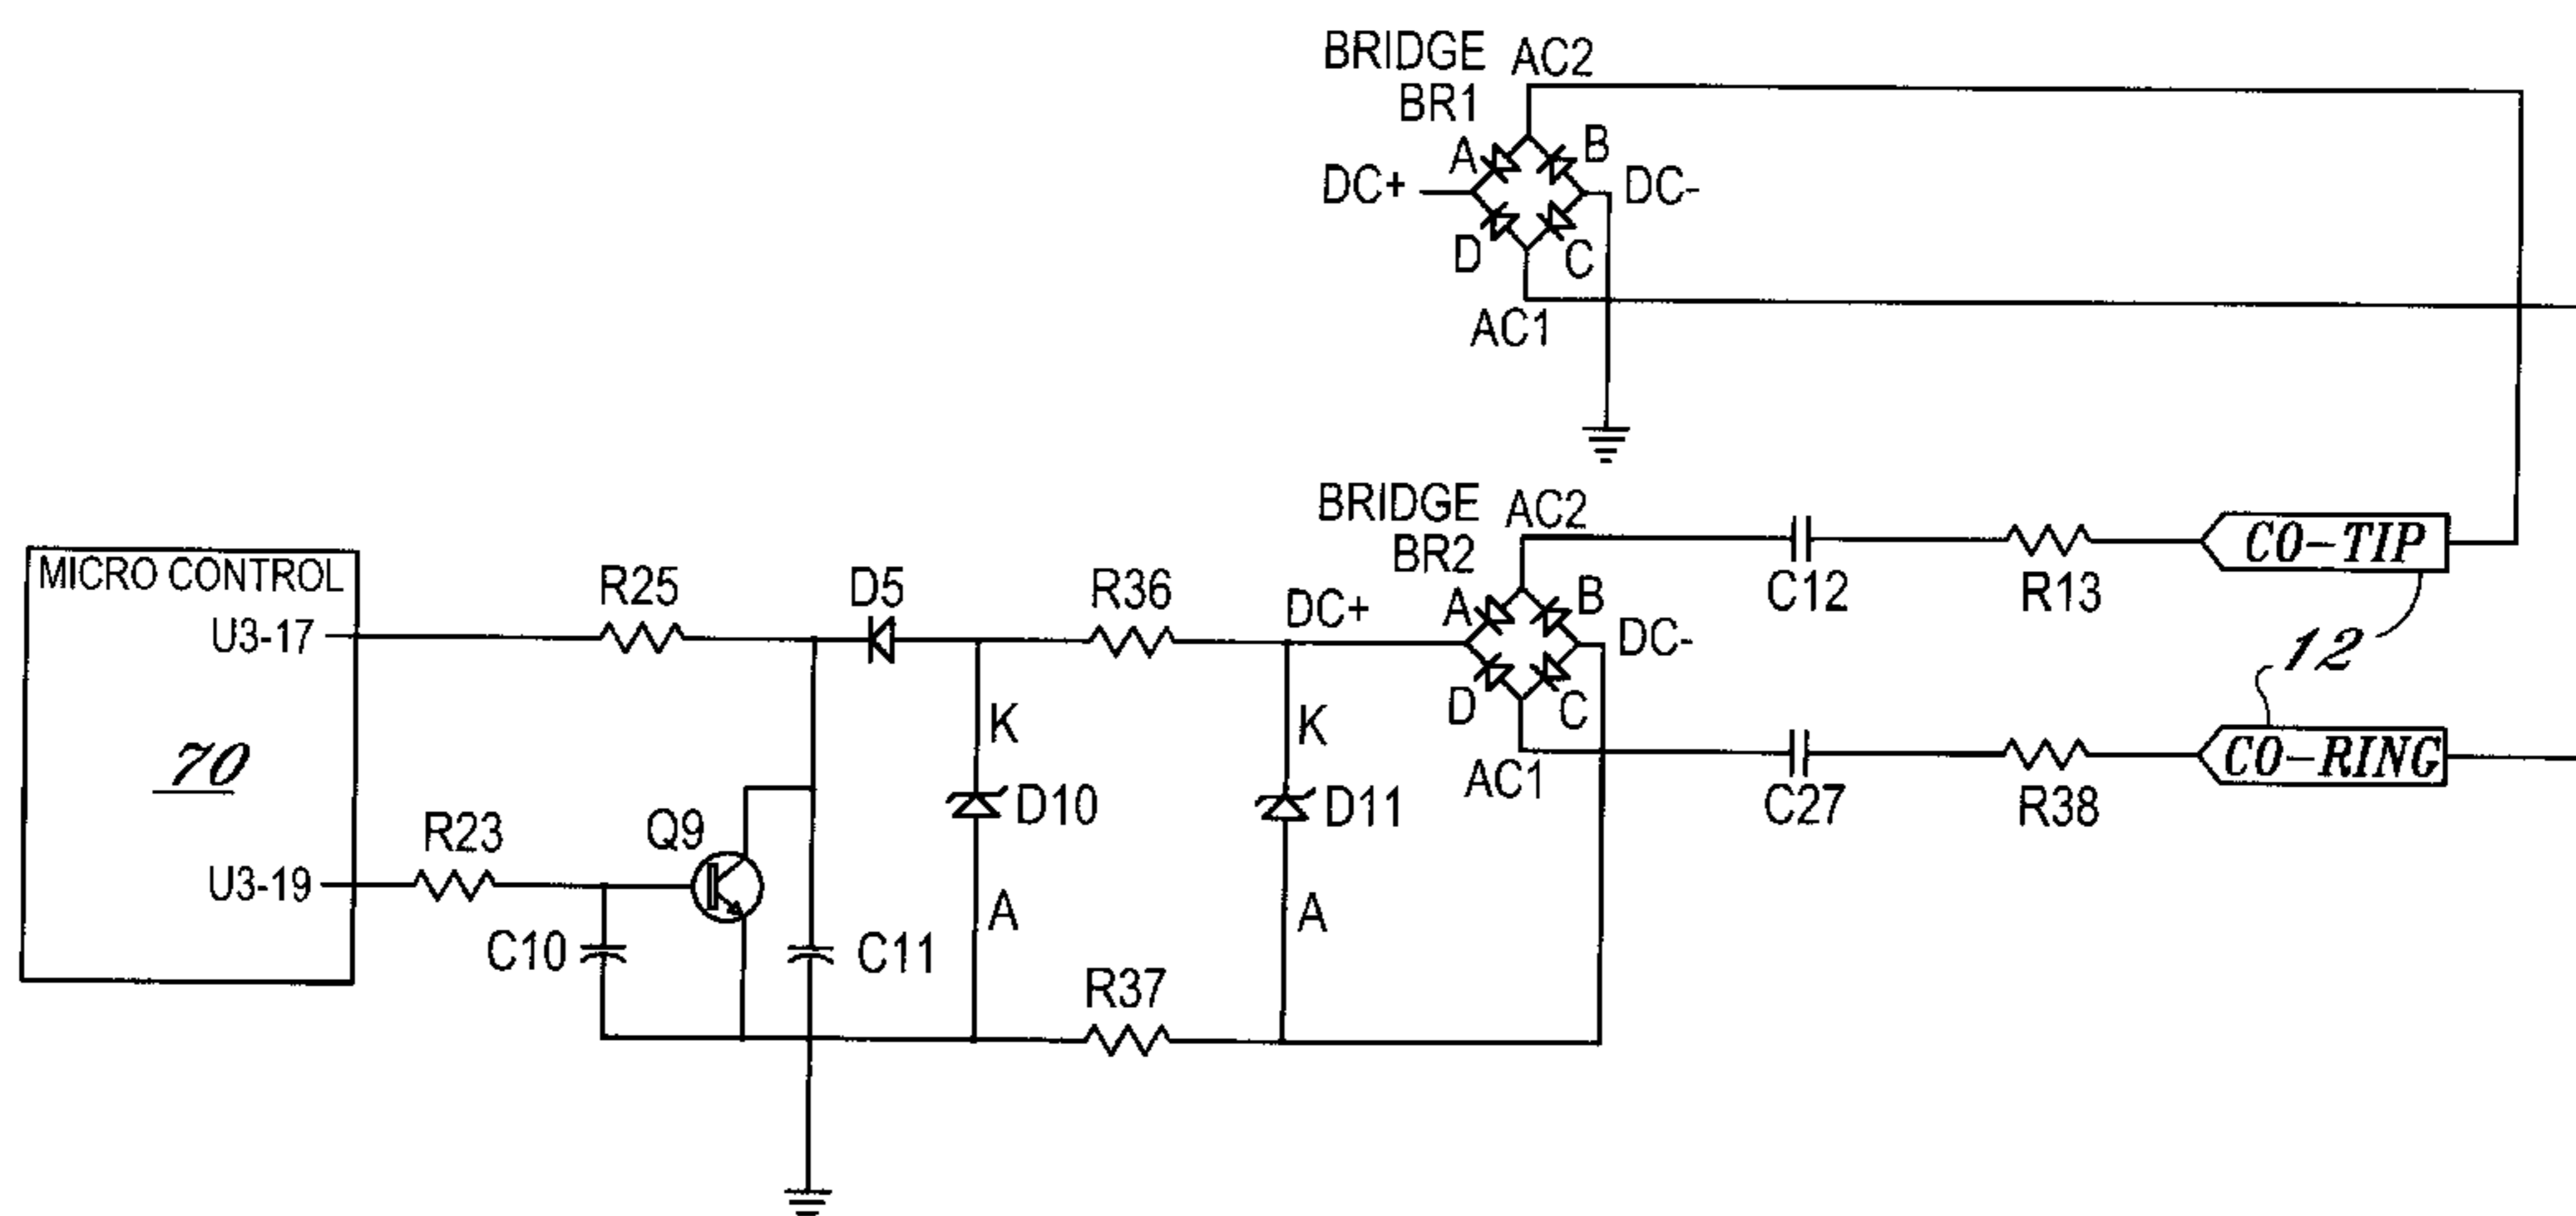 BRIDGE AC2
BR1
A B
DC+ DC-
D C
AC1
BRIDGE AC2
BR2
C12 R13 CO-TIP
A B
DC+ DC-
D C
AC1
12
C27 R38 CO-RING
MICRO CONTROL
U3-17
70
U3-19
R25 D5 R36
K K
D10 D11
A A
R23 Q9
C10 C11
R37